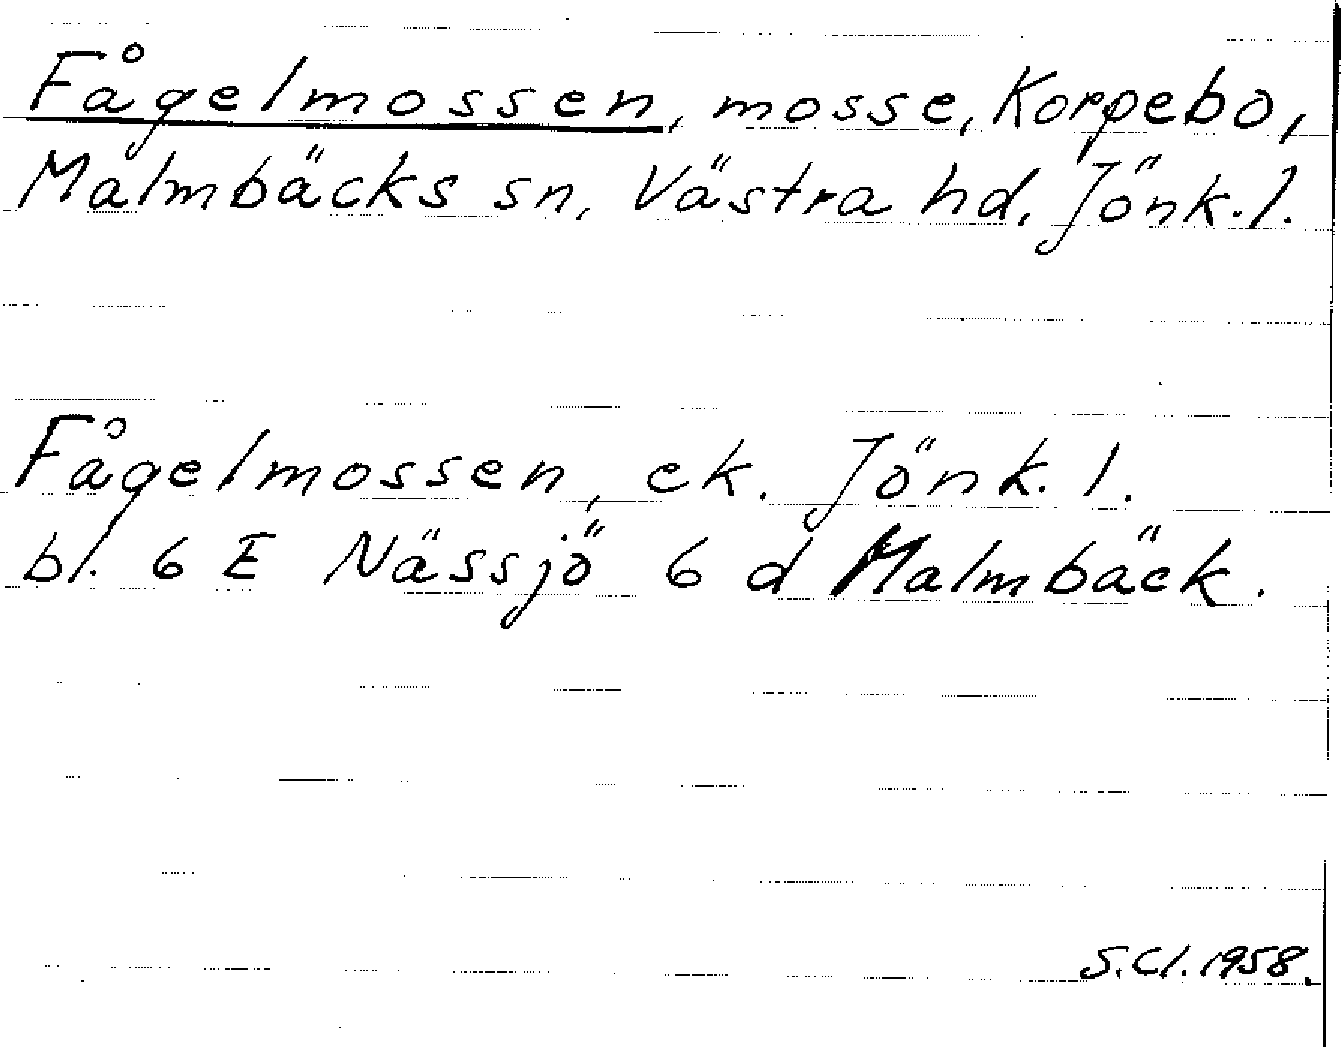 Fågelmossen, mosse, Korpebo,
Malmbäcks sn, Västra hd, Jönk.l.
Fågelmossen, ek. Jönk.l.
bl. 6 E Nässjö 6 d Malmbäck.
S.Cl. 1958.